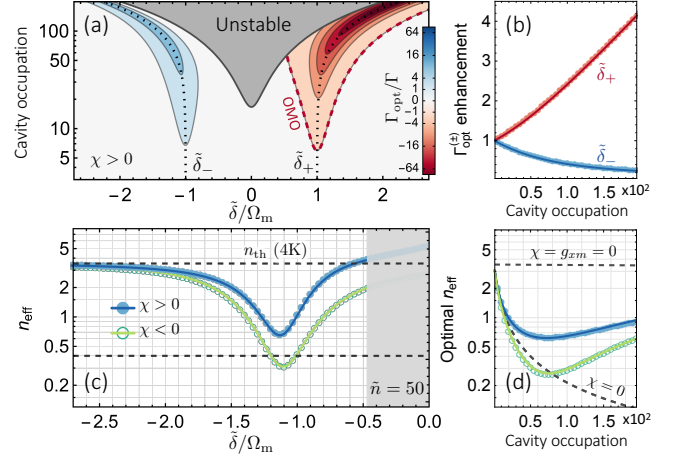 (a)
Unstable
Cavity occupation
100
50
10
5
χ > 0
OMO
δ̃₋
δ̃₊
−2 −1 0 1 2
δ̃/Ωₘ
Γopt/Γ
64
16
4
1
0
−1
−4
−16
−64
(b)
Γopt(±) enhancement
4
3
2
1
δ̃₊
δ̃₋
0.5 1.0 ×10²
Cavity occupation
(c)
nₑff
5
2
1
0.5
0.2
nth (4K)
χ > 0
χ < 0
ñ = 50
−2.5 −2.0 −1.5 −1.0 −0.5 0.0
δ̃/Ωₘ
(d)
Optimal nₑff
5
2
1
0.5
0.2
χ = gxm = 0
χ = 0
0.5 1.0 ×10²
Cavity occupation